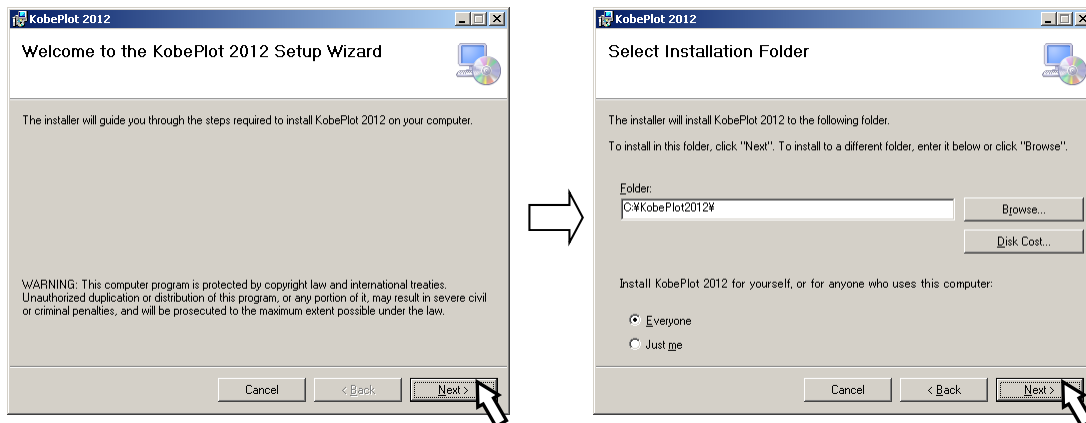 KobePlot 2012
Welcome to the KobePlot 2012 Setup Wizard
The installer will guide you through the steps required to install KobePlot 2012 on your computer.
WARNING: This computer program is protected by copyright law and international treaties.
Unauthorized duplication or distribution of this program, or any portion of it, may result in severe civil
or criminal penalties, and will be prosecuted to the maximum extent possible under the law.
Cancel
< Back
Next >
KobePlot 2012
Select Installation Folder
The installer will install KobePlot 2012 to the following folder.
To install in this folder, click "Next". To install to a different folder, enter it below or click "Browse".
Folder:
C:¥KobePlot2012¥
Browse...
Disk Cost...
Install KobePlot 2012 for yourself, or for anyone who uses this computer:
Everyone
Just me
Cancel
< Back
Next >